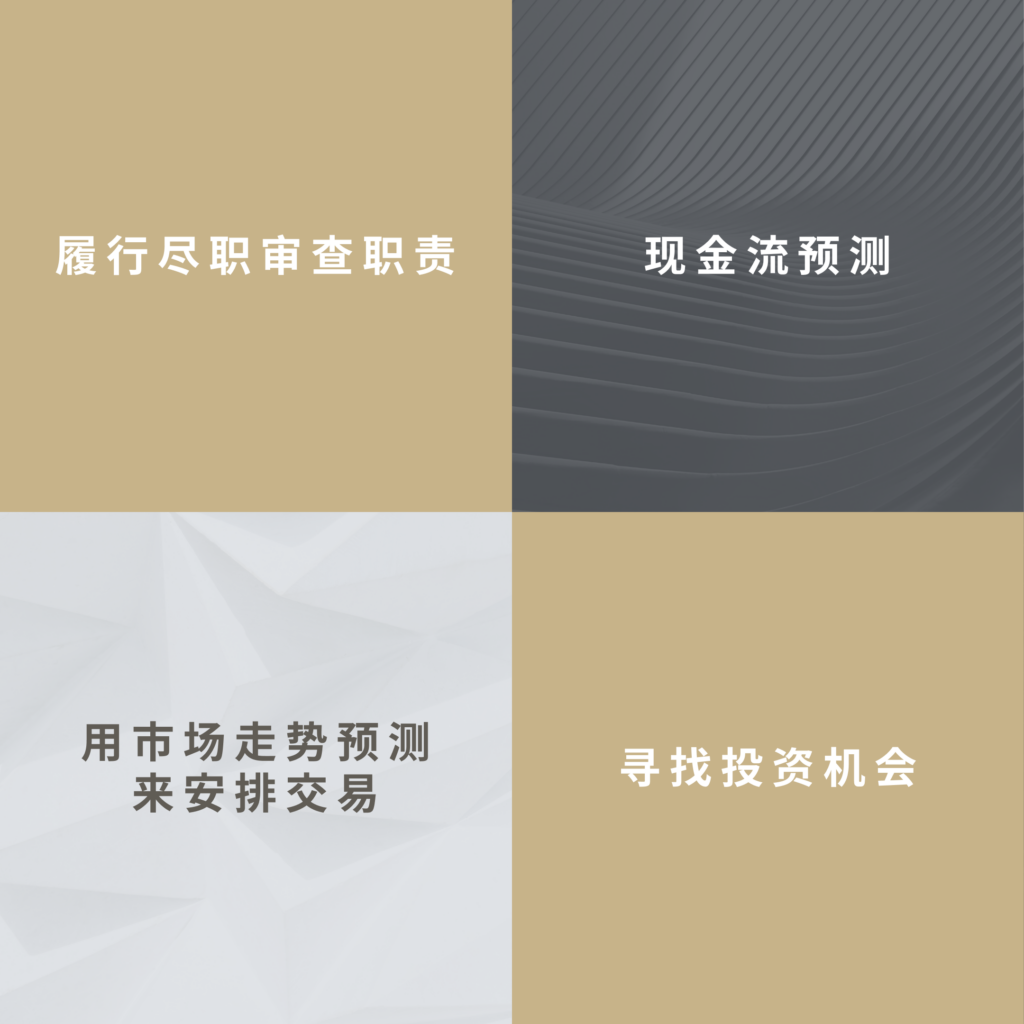 履行尽职审查职责
现金流预测
用市场走势预测
来安排交易
寻找投资机会